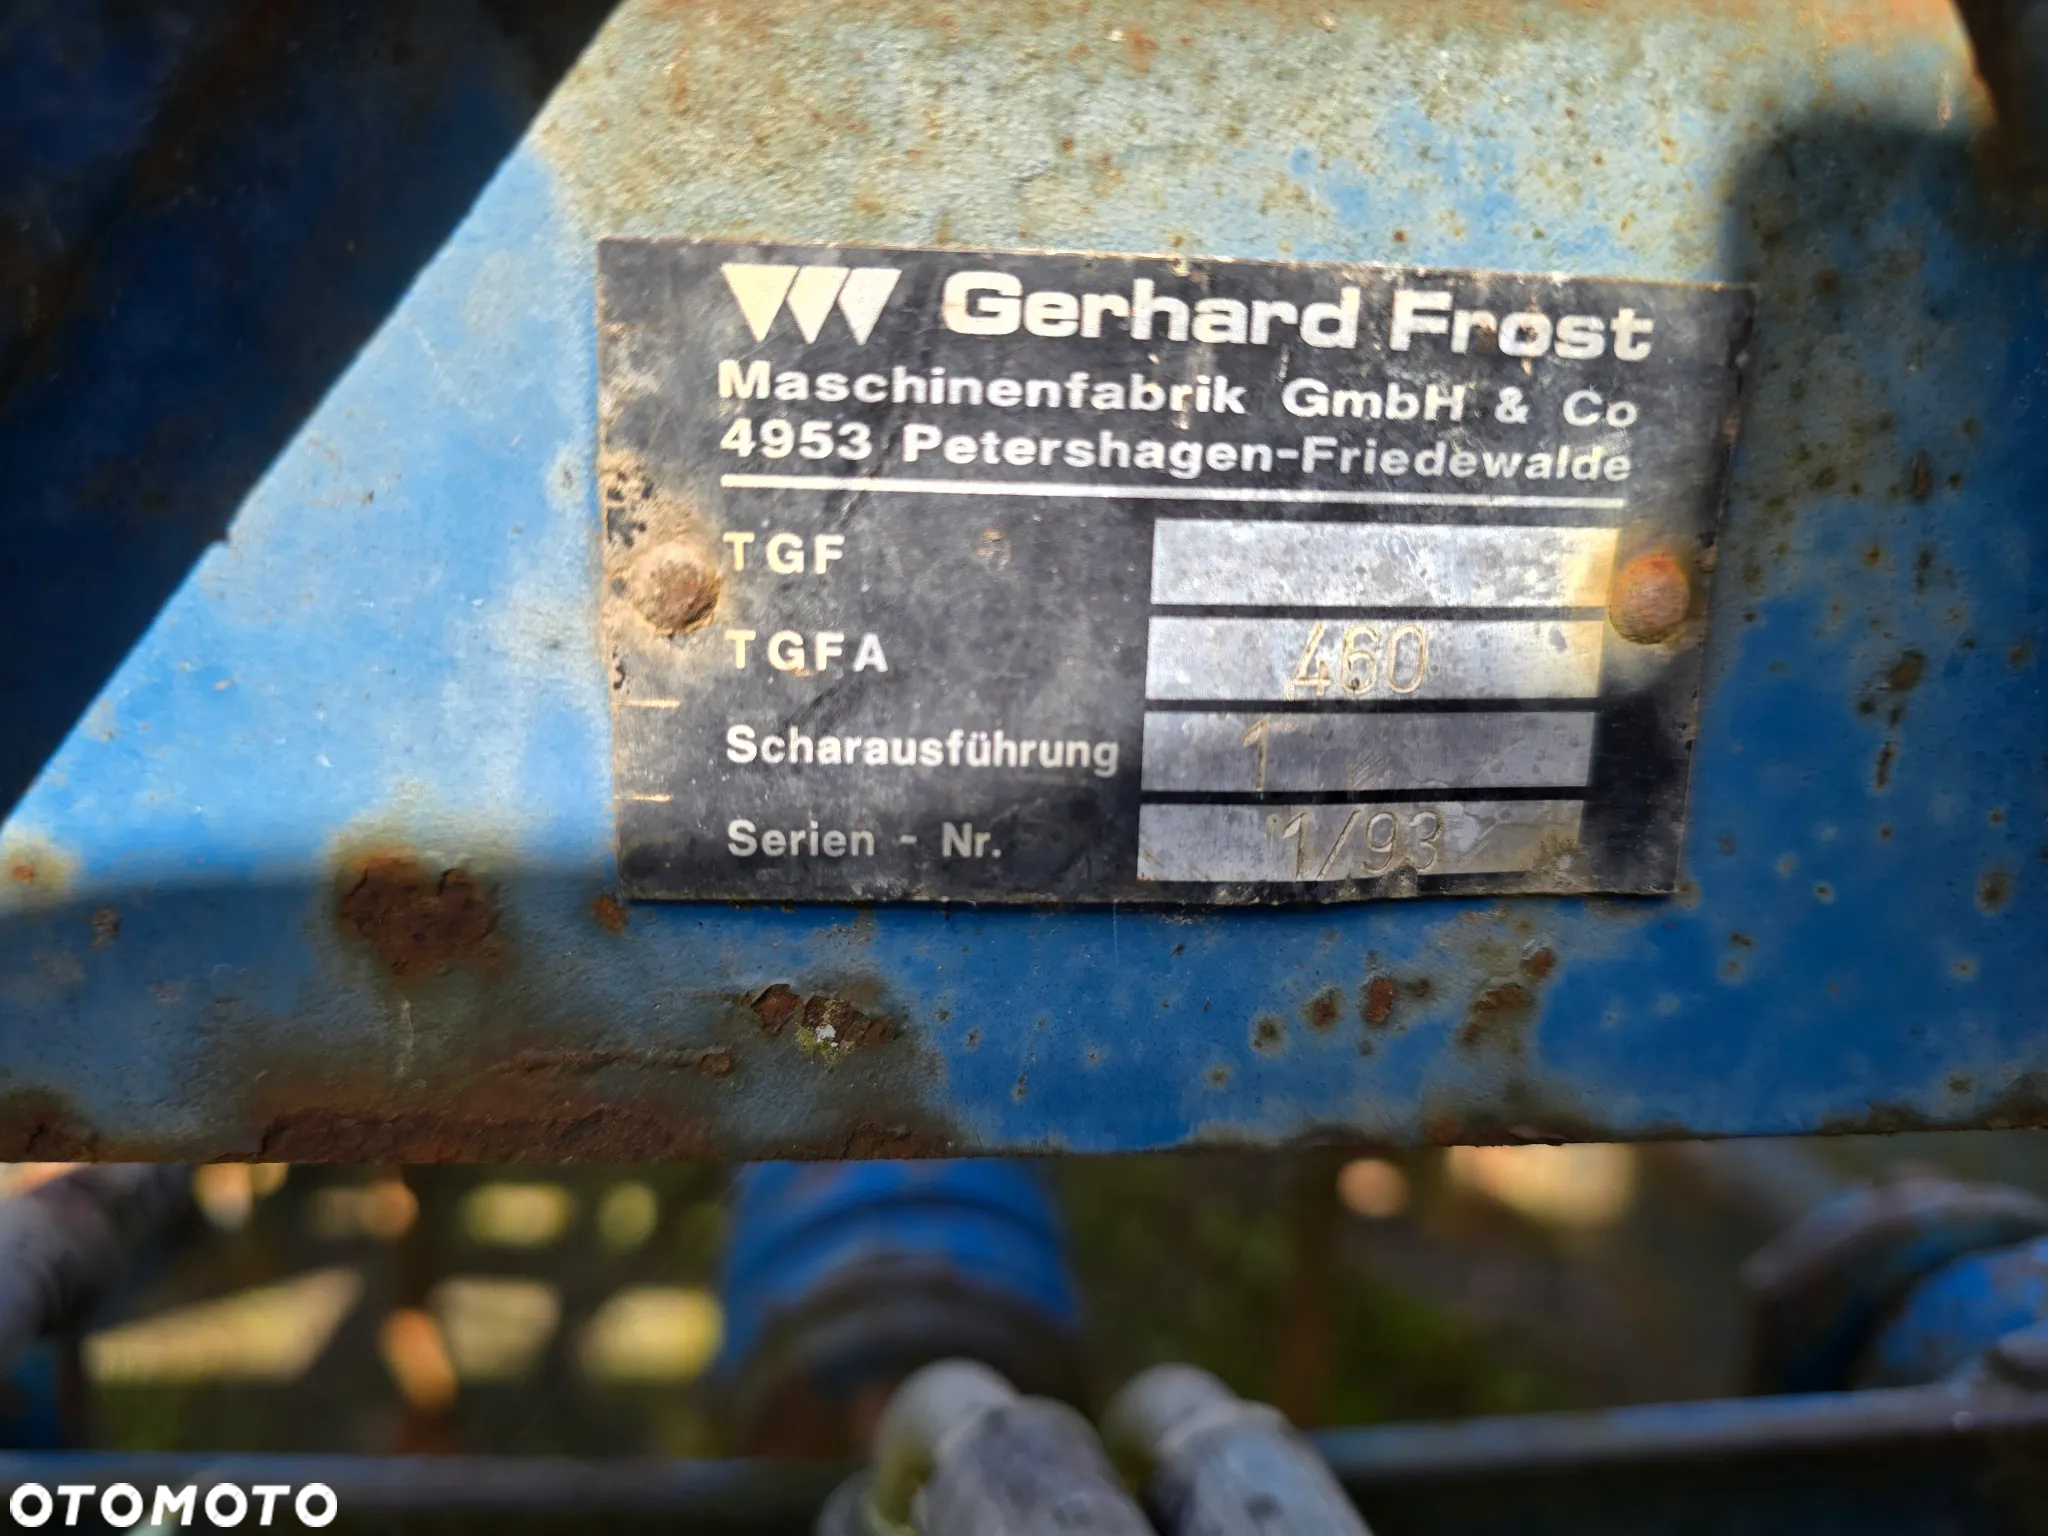 Gerhard Frost
Maschinenfabrik GmbH & Co
4953 Petershagen-Friedewalde
TGF
TGFA 460
Scharausführung 1
Serien - Nr. 1/93
OTOMOTO